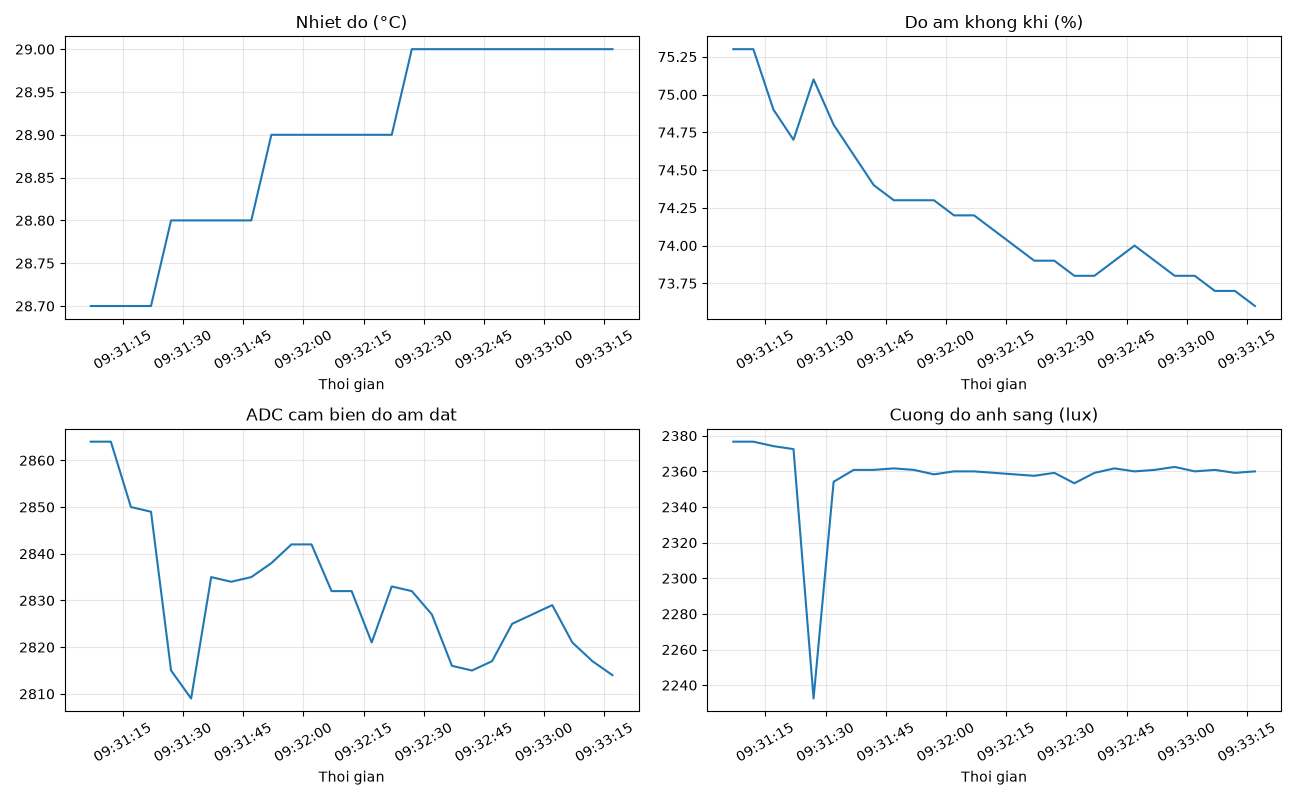 Nhiet do (°C)
29.00
28.95
28.90
28.85
28.80
28.75
28.70
09:31:15 09:31:30 09:31:45 09:32:00 09:32:15 09:32:30 09:32:45 09:33:00 09:33:15
Thoi gian
Do am khong khi (%)
75.25
75.00
74.75
74.50
74.25
74.00
73.75
09:31:15 09:31:30 09:31:45 09:32:00 09:32:15 09:32:30 09:32:45 09:33:00 09:33:15
Thoi gian
ADC cam bien do am dat
2860
2850
2840
2830
2820
2810
09:31:15 09:31:30 09:31:45 09:32:00 09:32:15 09:32:30 09:32:45 09:33:00 09:33:15
Thoi gian
Cuong do anh sang (lux)
2380
2360
2340
2320
2300
2280
2260
2240
09:31:15 09:31:30 09:31:45 09:32:00 09:32:15 09:32:30 09:32:45 09:33:00 09:33:15
Thoi gian